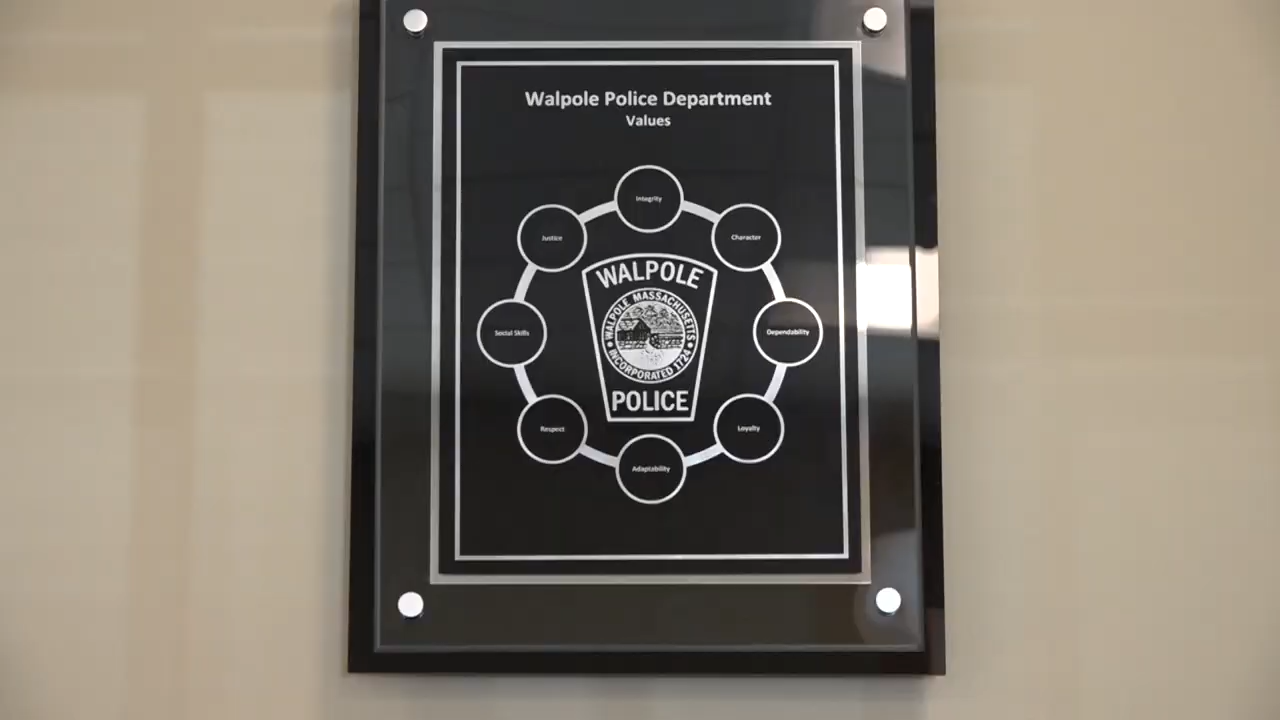 Walpole Police Department
Values
Integrity
Justice
Character
WALPOLE
WALPOLE MASSACHUSETTS
INCORPORATED 1724
Social Skills
Dependability
POLICE
Respect
Loyalty
Adaptability